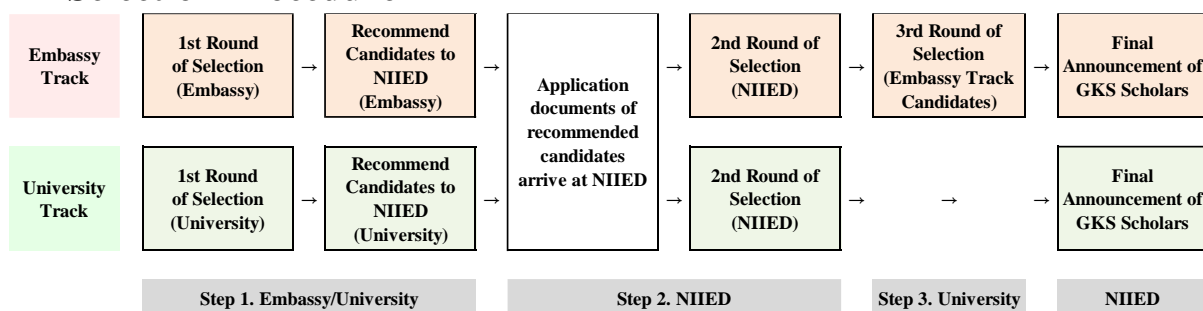 Embassy
Track
1st Round
of Selection
(Embassy)
→
Recommend
Candidates to
NIIED
(Embassy)
→
Application
documents of
recommended
candidates
arrive at NIIED
→
2nd Round of
Selection
(NIIED)
→
3rd Round of
Selection
(Embassy Track
Candidates)
→
Final
Announcement of
GKS Scholars
University
Track
1st Round
of Selection
(University)
→
Recommend
Candidates to
NIIED
(University)
→
→
2nd Round of
Selection
(NIIED)
→
→
→
Final
Announcement of
GKS Scholars
Step 1. Embassy/University
Step 2. NIIED
Step 3. University
NIIED